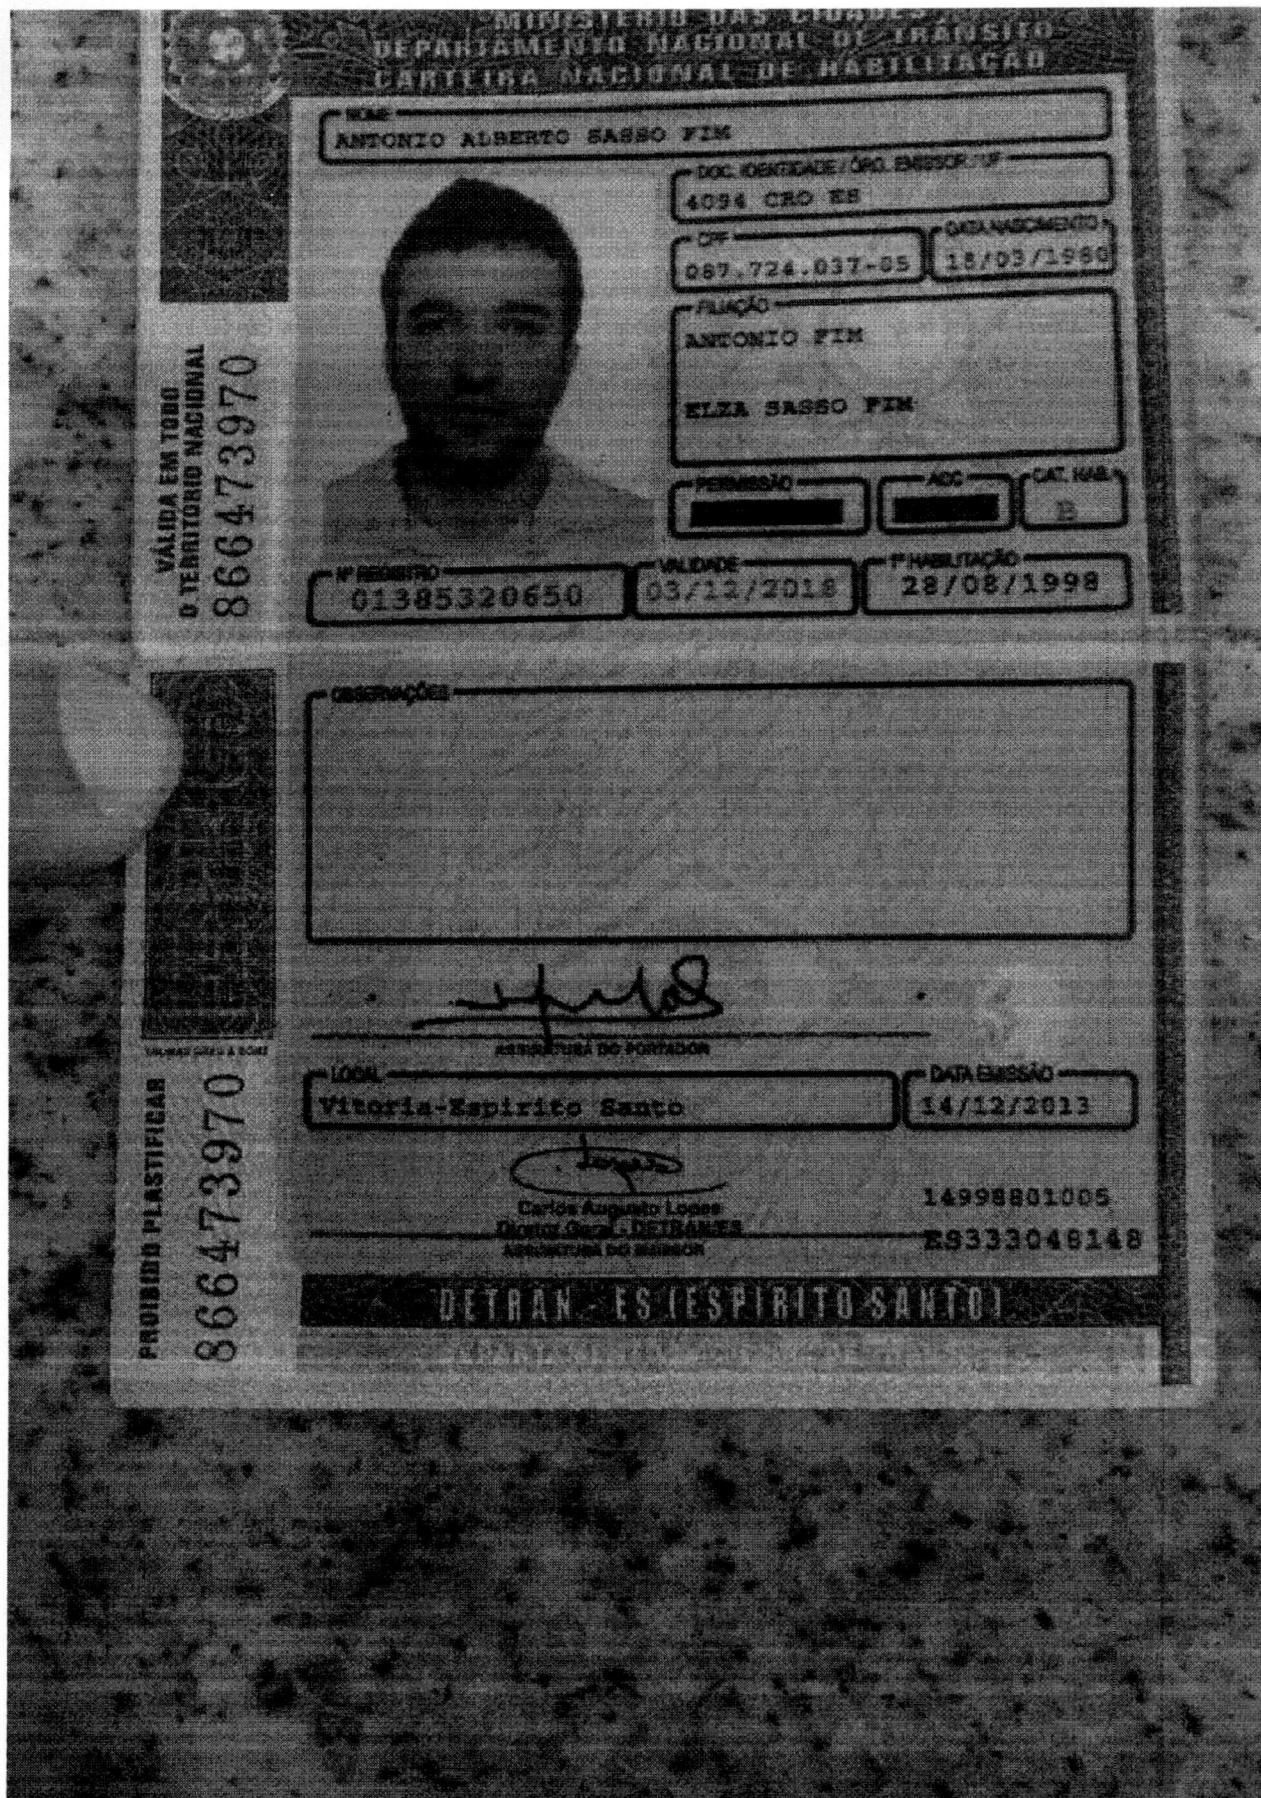 MINISTÉRIO DAS CIDADES
DEPARTAMENTO NACIONAL DE TRÂNSITO
CARTEIRA NACIONAL DE HABILITAÇÃO
NOME
ANTONIO ALBERTO SASSO FIM
DOC. IDENTIDADE / ÓRG. EMISSOR / UF
4094 CRO ES
CPF
DATA NASCIMENTO
087.724.037-05
18/03/1980
FILIAÇÃO
ANTONIO FIM
ELZA SASSO FIM
PERMISSÃO
ACC
CAT. HAB.
B
Nº REGISTRO
VALIDADE
1ª HABILITAÇÃO
01385320650
03/12/2018
28/08/1998
VÁLIDA EM TODO
O TERRITÓRIO NACIONAL
866473970
OBSERVAÇÕES
ASSINATURA DO PORTADOR
LOCAL
DATA EMISSÃO
Vitoria-Espirito Santo
14/12/2013
Carlos Augusto Lopes
Diretor Geral - DETRAN/ES
ASSINATURA DO EMISSOR
14998801005
ES333048148
PROIBIDO PLASTIFICAR
866473970
DETRAN - ES (ESPIRITO SANTO)